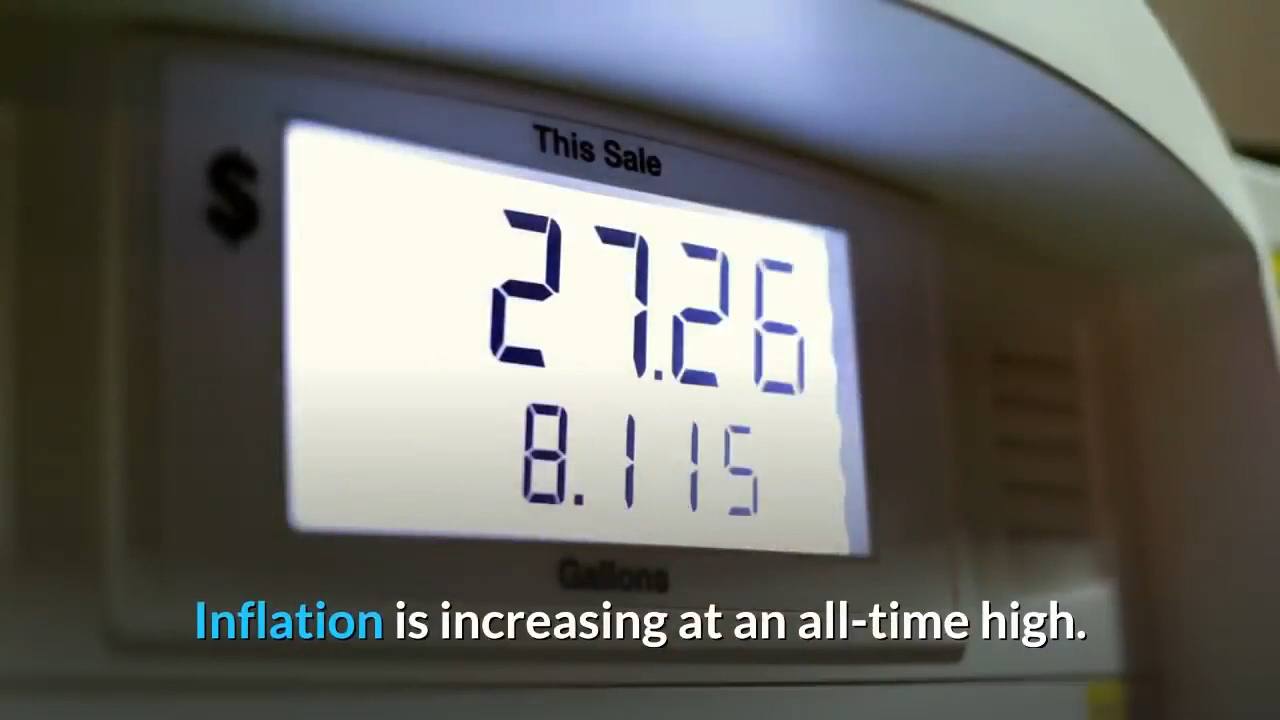 This Sale
$
27.26
8.115
Gallons
Inflation is increasing at an all-time high.